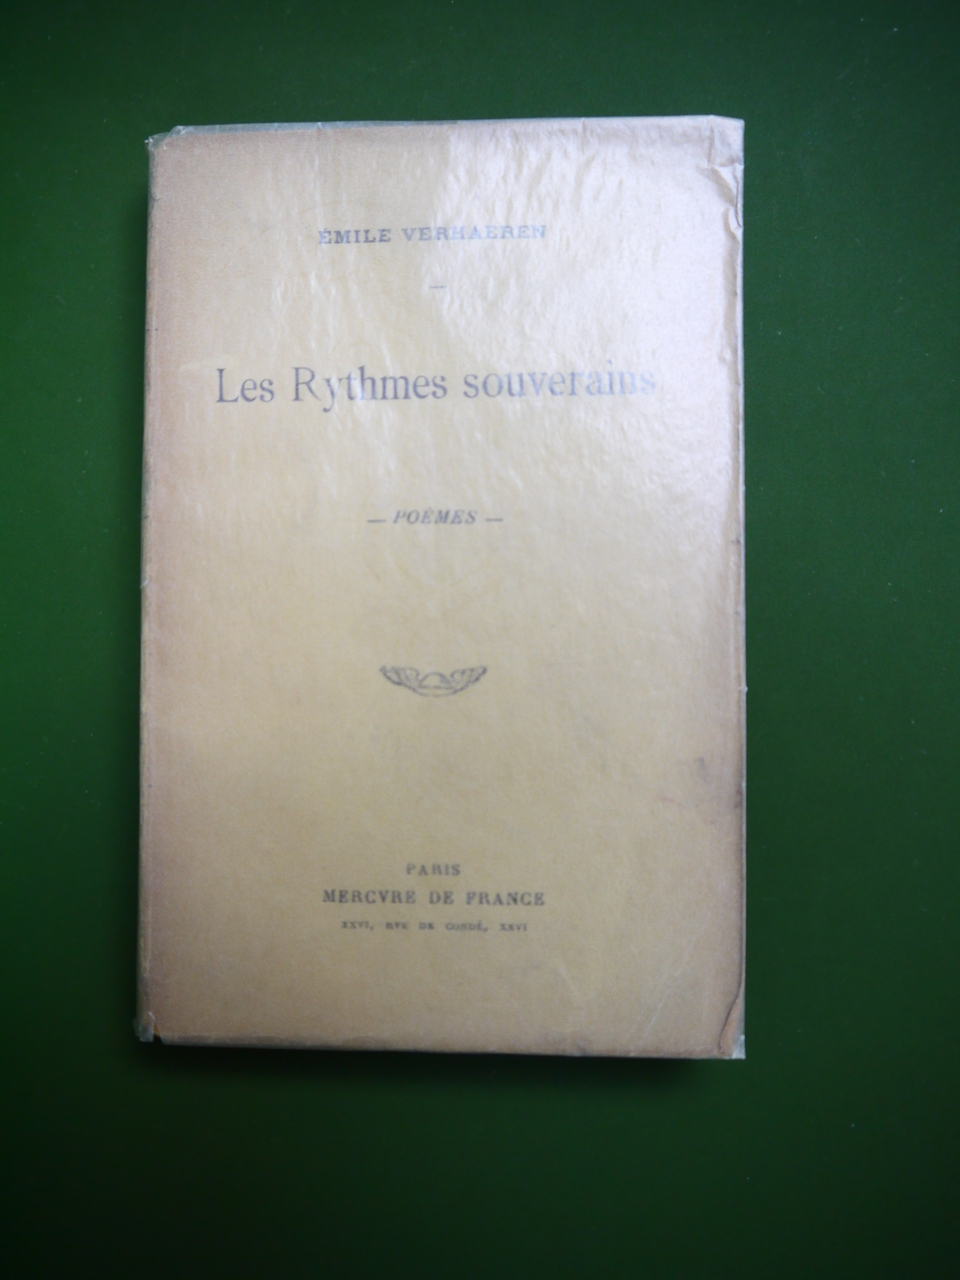 ÉMILE VERHAEREN
—
Les Rythmes souverains
— POÈMES —
PARIS
MERCVRE DE FRANCE
XXVI, RVE DE CONDÉ, XXVI